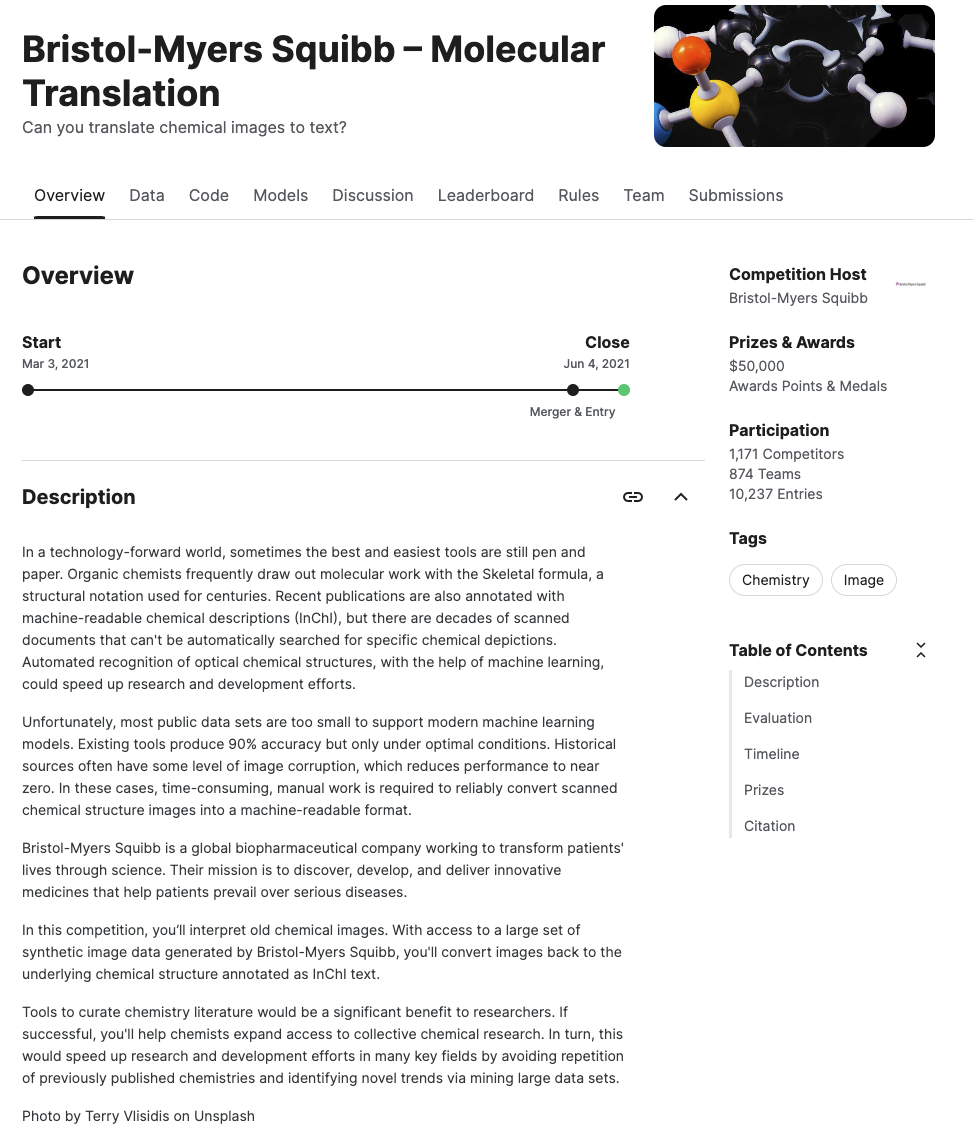 Bristol-Myers Squibb – Molecular
Translation
Can you translate chemical images to text?
Overview Data Code Models Discussion Leaderboard Rules Team Submissions
Overview
Start
Mar 3, 2021
Close
Jun 4, 2021
Merger & Entry
Description
In a technology-forward world, sometimes the best and easiest tools are still pen and
paper. Organic chemists frequently draw out molecular work with the Skeletal formula, a
structural notation used for centuries. Recent publications are also annotated with
machine-readable chemical descriptions (InChI), but there are decades of scanned
documents that can't be automatically searched for specific chemical depictions.
Automated recognition of optical chemical structures, with the help of machine learning,
could speed up research and development efforts.
Unfortunately, most public data sets are too small to support modern machine learning
models. Existing tools produce 90% accuracy but only under optimal conditions. Historical
sources often have some level of image corruption, which reduces performance to near
zero. In these cases, time-consuming, manual work is required to reliably convert scanned
chemical structure images into a machine-readable format.
Bristol-Myers Squibb is a global biopharmaceutical company working to transform patients'
lives through science. Their mission is to discover, develop, and deliver innovative
medicines that help patients prevail over serious diseases.
In this competition, you’ll interpret old chemical images. With access to a large set of
synthetic image data generated by Bristol-Myers Squibb, you'll convert images back to the
underlying chemical structure annotated as InChI text.
Tools to curate chemistry literature would be a significant benefit to researchers. If
successful, you'll help chemists expand access to collective chemical research. In turn, this
would speed up research and development efforts in many key fields by avoiding repetition
of previously published chemistries and identifying novel trends via mining large data sets.
Photo by Terry Vlisidis on Unsplash
Competition Host
Bristol-Myers Squibb
Bristol Myers Squibb
Prizes & Awards
$50,000
Awards Points & Medals
Participation
1,171 Competitors
874 Teams
10,237 Entries
Tags
Chemistry Image
Table of Contents
Description
Evaluation
Timeline
Prizes
Citation